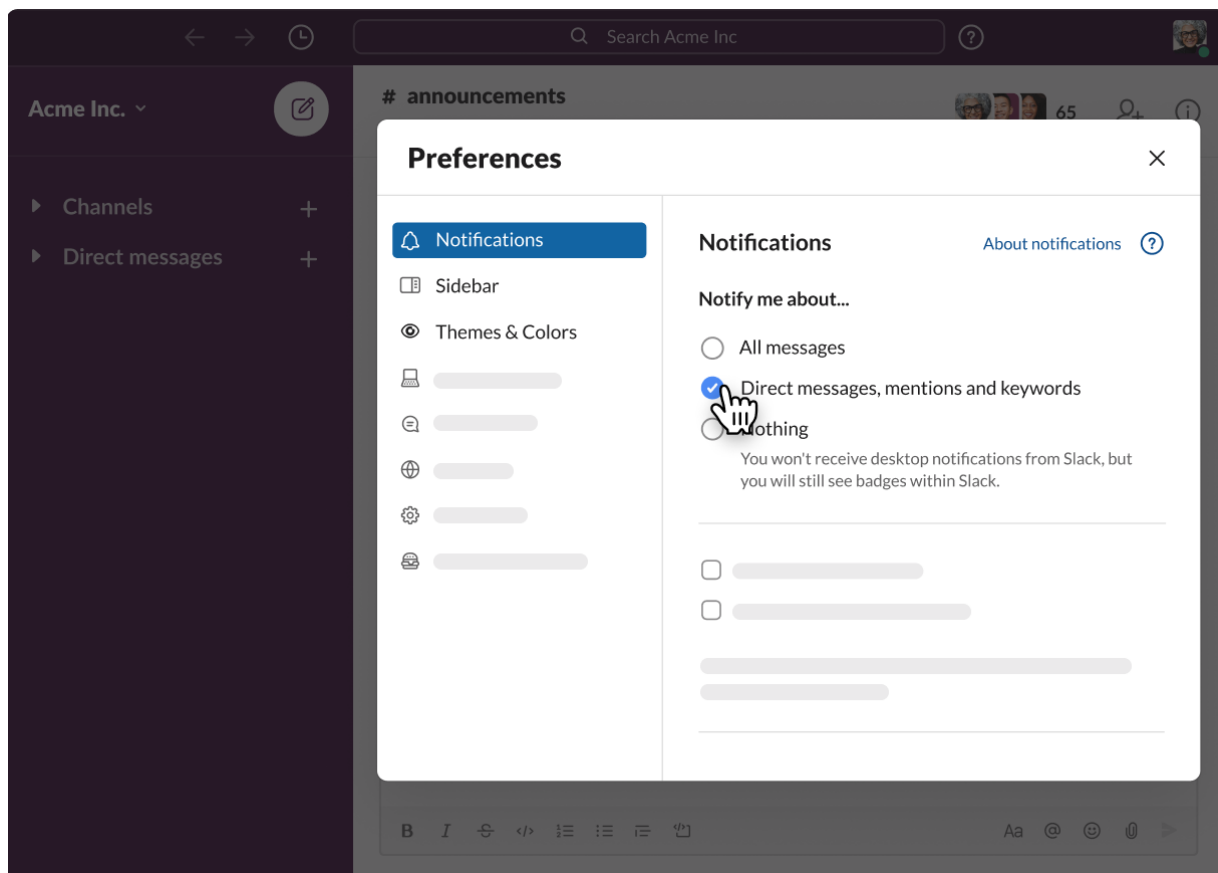 Search Acme Inc
Acme Inc.
# announcements
65
Channels
Direct messages
Preferences
Notifications
Sidebar
Themes & Colors
Notifications
About notifications
Notify me about...
All messages
Direct messages, mentions and keywords
Nothing
You won't receive desktop notifications from Slack, but
you will still see badges within Slack.
B I S </> Aa @